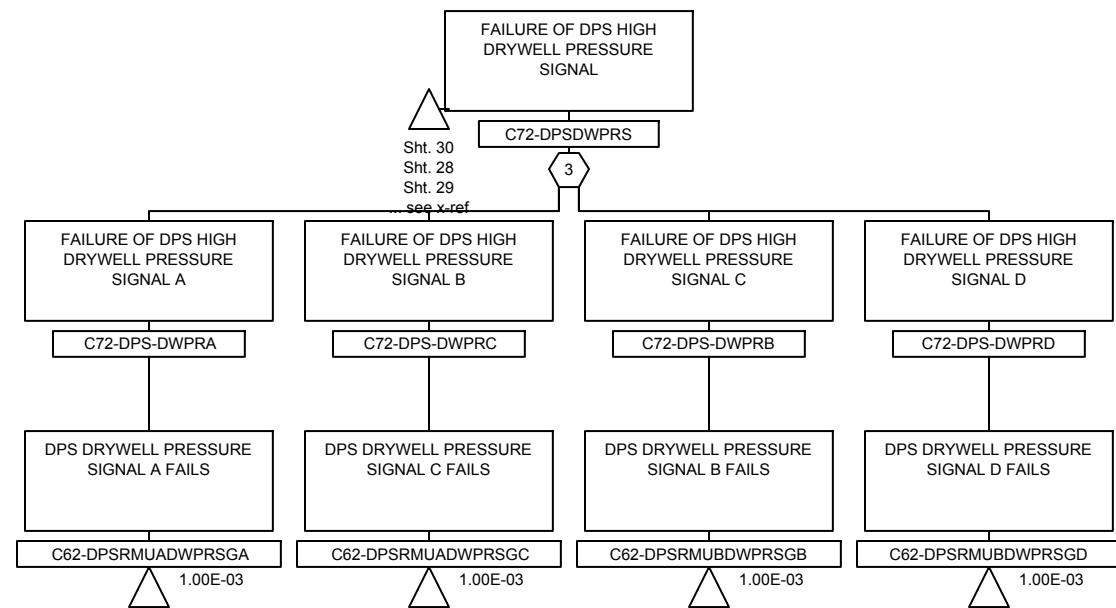 FAILURE OF DPS HIGH
DRYWELL PRESSURE
SIGNAL
C72-DPSDWPRS
Sht. 30
Sht. 28
Sht. 29
... see x-ref
3
FAILURE OF DPS HIGH
DRYWELL PRESSURE
SIGNAL A
C72-DPS-DWPRA
DPS DRYWELL PRESSURE
SIGNAL A FAILS
C62-DPSRMUADWPRSGA
1.00E-03
FAILURE OF DPS HIGH
DRYWELL PRESSURE
SIGNAL B
C72-DPS-DWPRC
DPS DRYWELL PRESSURE
SIGNAL C FAILS
C62-DPSRMUADWPRSGC
1.00E-03
FAILURE OF DPS HIGH
DRYWELL PRESSURE
SIGNAL C
C72-DPS-DWPRB
DPS DRYWELL PRESSURE
SIGNAL B FAILS
C62-DPSRMUBDWPRSGB
1.00E-03
FAILURE OF DPS HIGH
DRYWELL PRESSURE
SIGNAL D
C72-DPS-DWPRD
DPS DRYWELL PRESSURE
SIGNAL D FAILS
C62-DPSRMUBDWPRSGD
1.00E-03